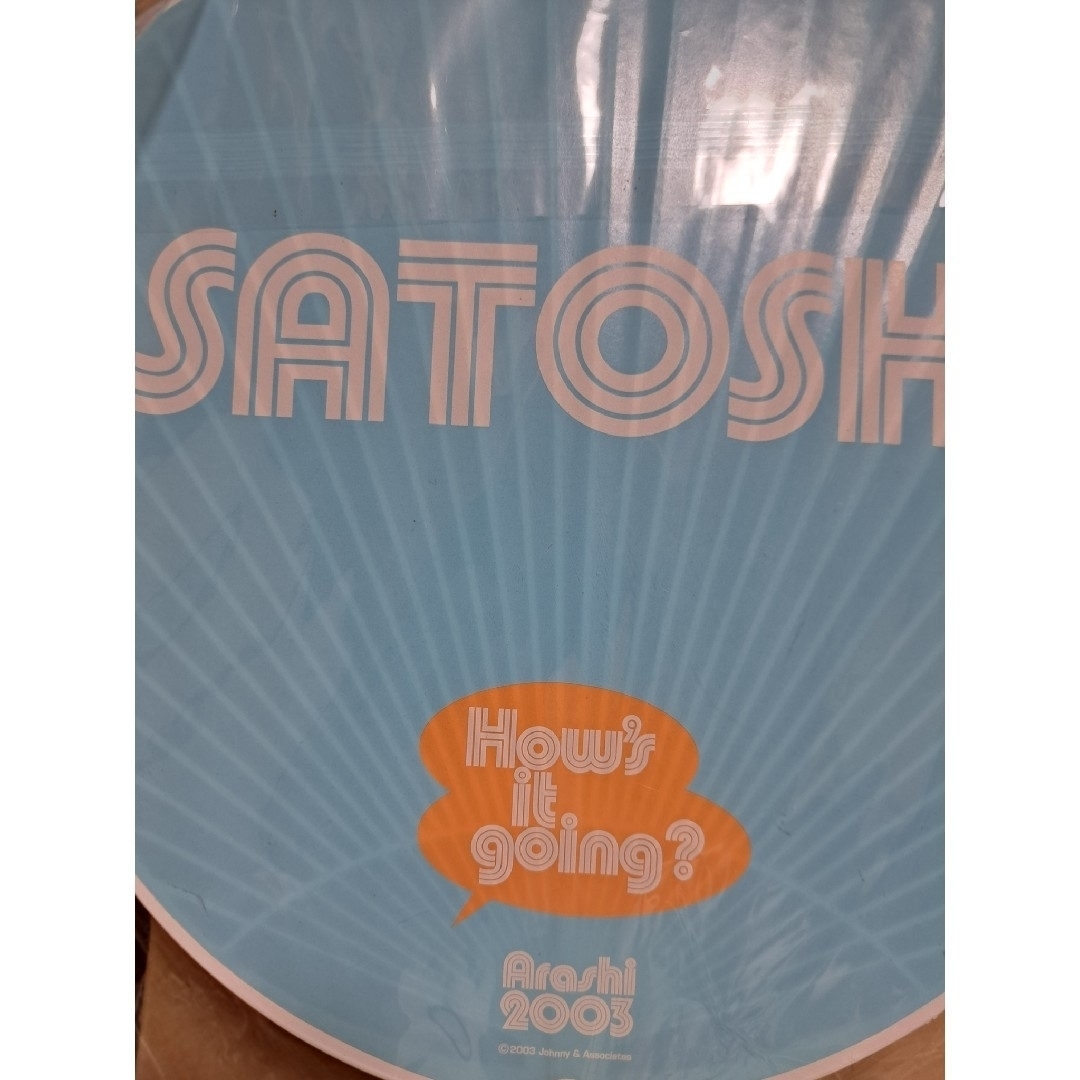 SATOSH
How's
it
going?
Arashi
2003
©2003 Johnny & Associates